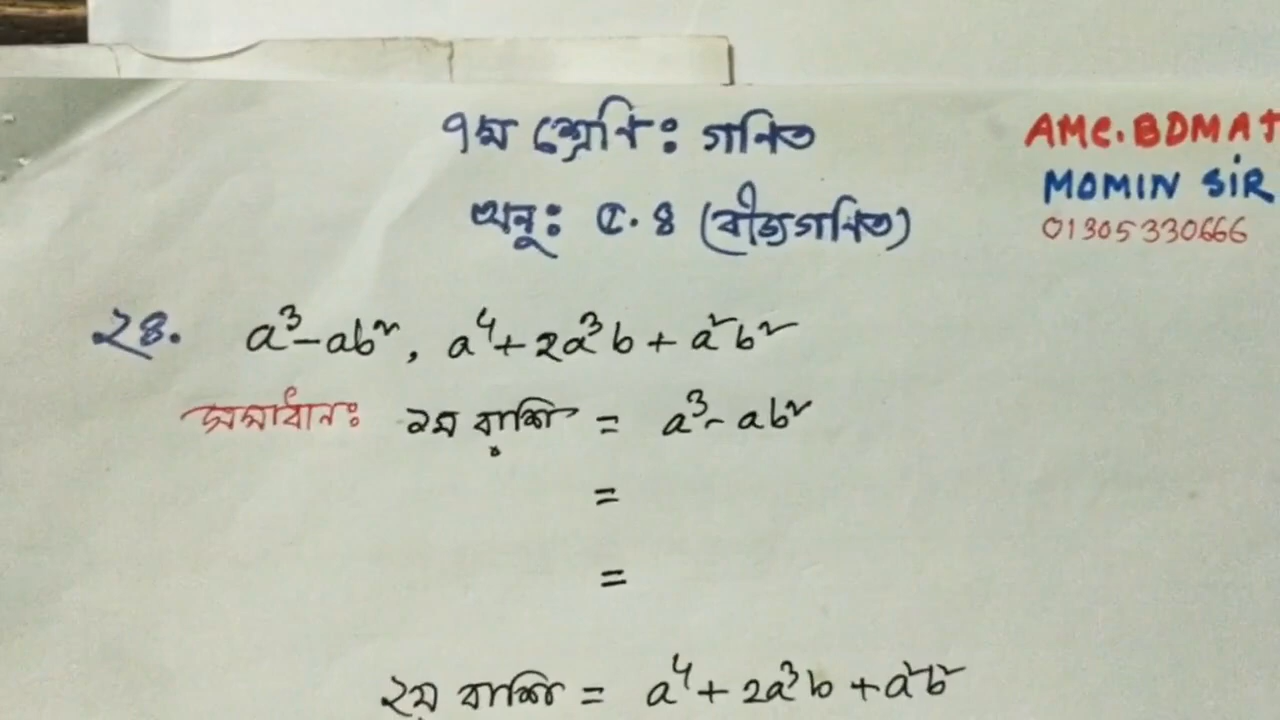 ৭ম শ্রেণি: গণিত
অনু: ৫.৪ (বীজগণিত)
AMC.BDMAT
MOMIN SIR
01305330666
২৪. a³-ab², a⁴+2a³b+a²b²
সমাধান: ১ম রাশি = a³-ab²
=
=
২য় রাশি = a⁴+2a³b+a²b²